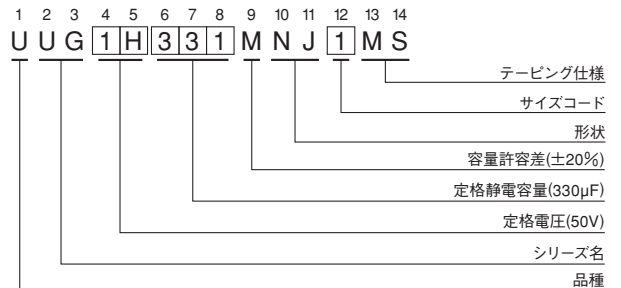 1 2 3 4 5 6 7 8 9 10 11 12 13 14
U U G 1 H 3 3 1 M N J 1 M S
テーピング仕様
サイズコード
形状
容量許容差(±20%)
定格静電容量(330μF)
定格電圧(50V)
シリーズ名
品種